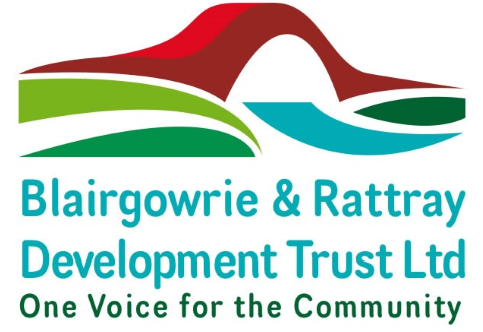 Blairgowrie & Rattray
Development Trust Ltd
One Voice for the Community